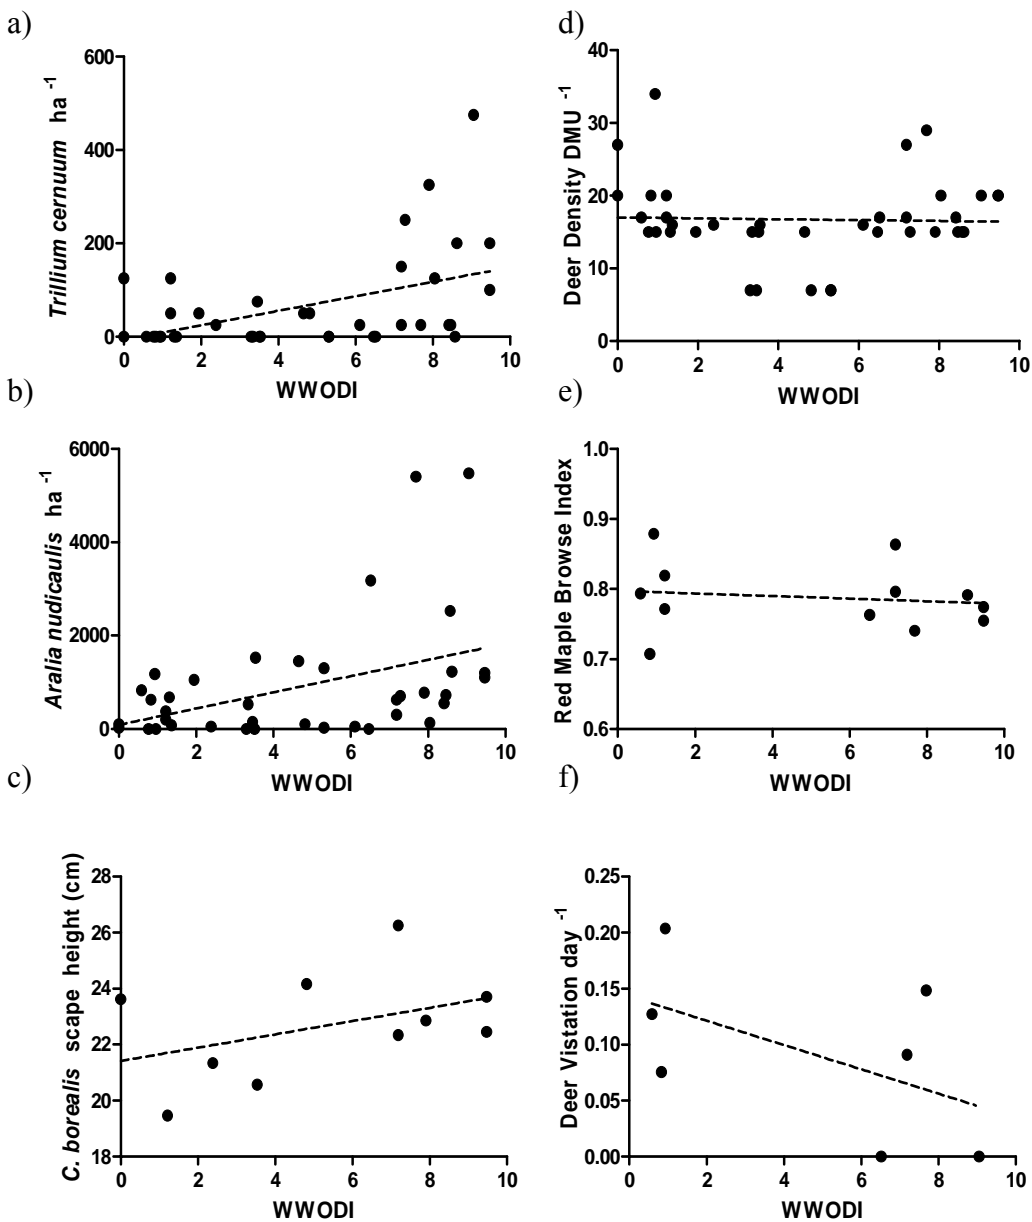 a)
Trillium cernuum ha -1
600
400
200
0
0 2 4 6 8 10
WWODI
d)
Deer Density DMU -1
40
30
20
10
0
0 2 4 6 8 10
WWODI
b)
Aralia nudicaulis ha -1
6000
4000
2000
0
0 2 4 6 8 10
WWODI
e)
Red Maple Browse Index
1.0
0.9
0.8
0.7
0.6
0 2 4 6 8 10
WWODI
c)
C. borealis scape height (cm)
28
26
24
22
20
18
0 2 4 6 8 10
WWODI
f)
Deer Vistation day -1
0.25
0.20
0.15
0.10
0.05
0.00
0 2 4 6 8 10
WWODI